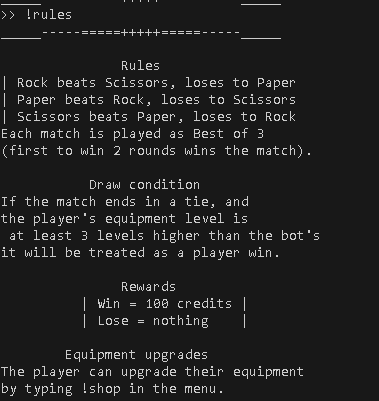 >> !rules
_____-----=====+++++=====-----_____
Rules
| Rock beats Scissors, loses to Paper
| Paper beats Rock, loses to Scissors
| Scissors beats Paper, loses to Rock
Each match is played as Best of 3
(first to win 2 rounds wins the match).
Draw condition
If the match ends in a tie, and
the player's equipment level is
at least 3 levels higher than the bot's
it will be treated as a player win.
Rewards
| Win = 100 credits |
| Lose = nothing    |
Equipment upgrades
The player can upgrade their equipment
by typing !shop in the menu.